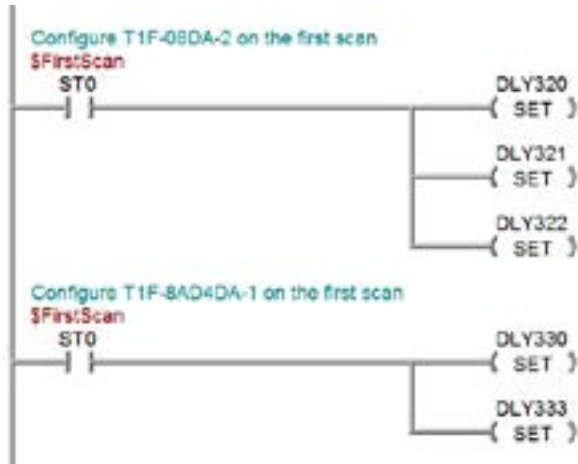 Configure T1F-08DA-2 on the first scan
$FirstScan
ST0
DLY320
SET
DLY321
SET
DLY322
SET
Configure T1F-8AD4DA-1 on the first scan
$FirstScan
ST0
DLY330
SET
DLY333
SET